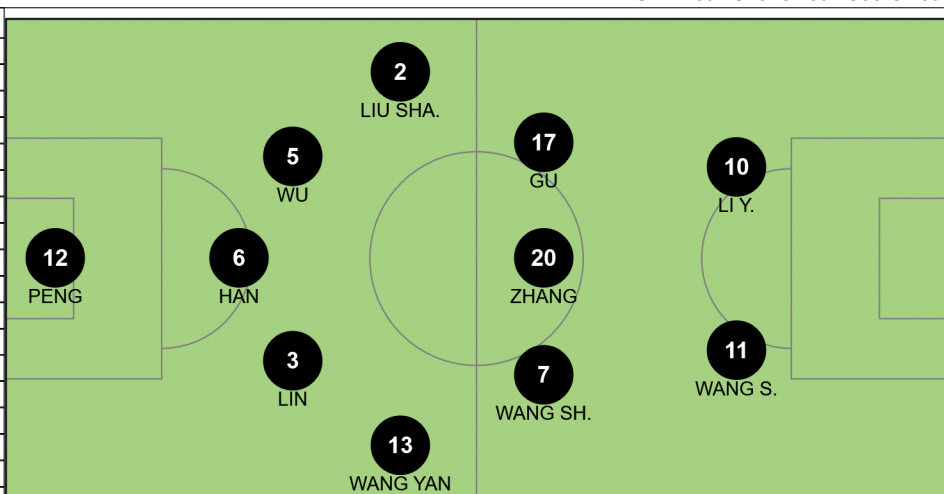 2
LIU SHA.
17
GU
5
WU
10
LI Y.
12
PENG
6
HAN
20
ZHANG
3
LIN
7
WANG SH.
11
WANG S.
13
WANG YAN